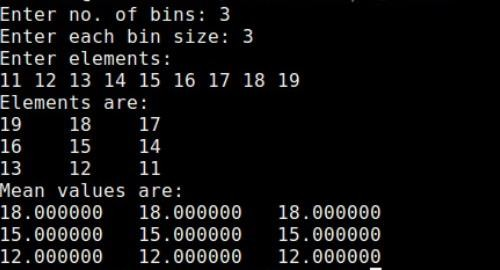 Enter no. of bins: 3
Enter each bin size: 3
Enter elements:
11 12 13 14 15 16 17 18 19
Elements are:
19 18 17
16 15 14
13 12 11
Mean values are:
18.000000 18.000000 18.000000
15.000000 15.000000 15.000000
12.000000 12.000000 12.000000